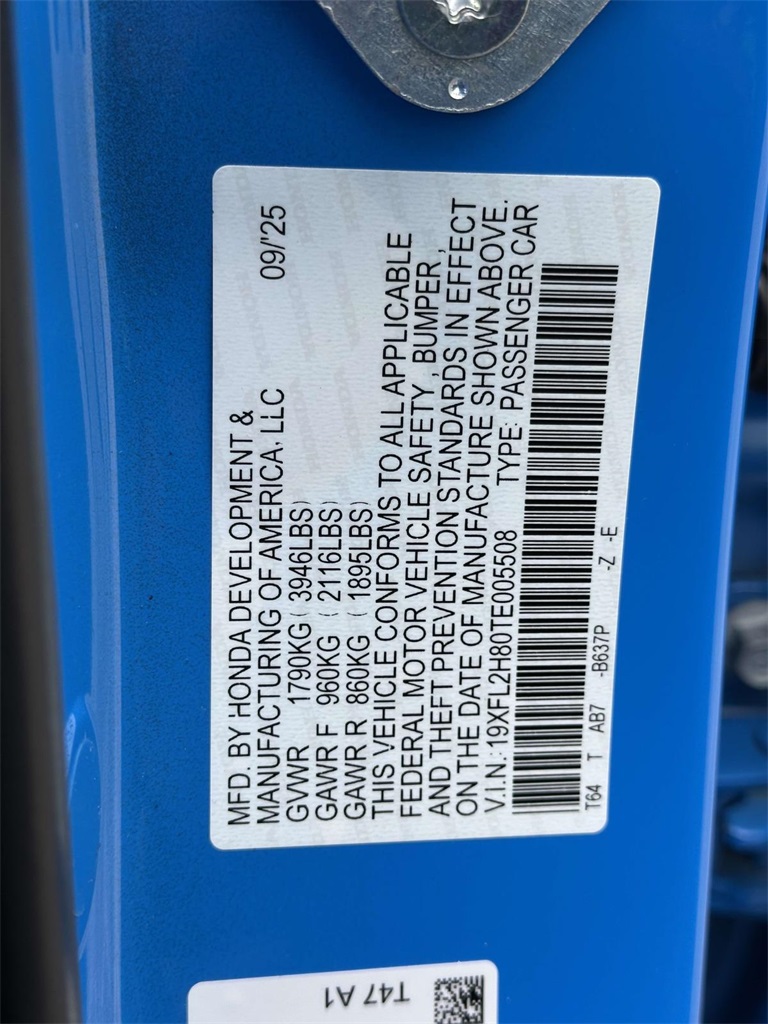 MFD. BY HONDA DEVELOPMENT &
MANUFACTURING OF AMERICA, LLC 09/'25
GVWR 1790KG ( 3946LBS)
GAWR F 960KG ( 2116LBS)
GAWR R 860KG ( 1895LBS)
THIS VEHICLE CONFORMS TO ALL APPLICABLE
FEDERAL MOTOR VEHICLE SAFETY , BUMPER ,
AND THEFT PREVENTION STANDARDS IN EFFECT
ON THE DATE OF MANUFACTURE SHOWN ABOVE.
V.I.N.:19XFL2H80TE005508 TYPE: PASSENGER CAR
T64 T AB7 -B637P -Z -E
T47 A1